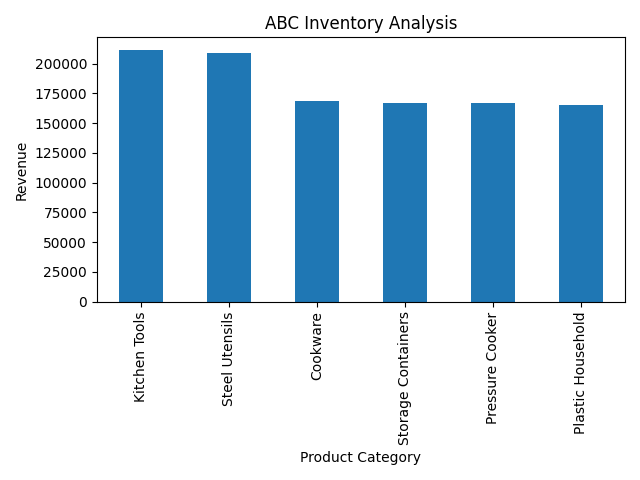 ABC Inventory Analysis
Revenue
200000
175000
150000
125000
100000
75000
50000
25000
0
Kitchen Tools
Steel Utensils
Cookware
Storage Containers
Pressure Cooker
Plastic Household
Product Category